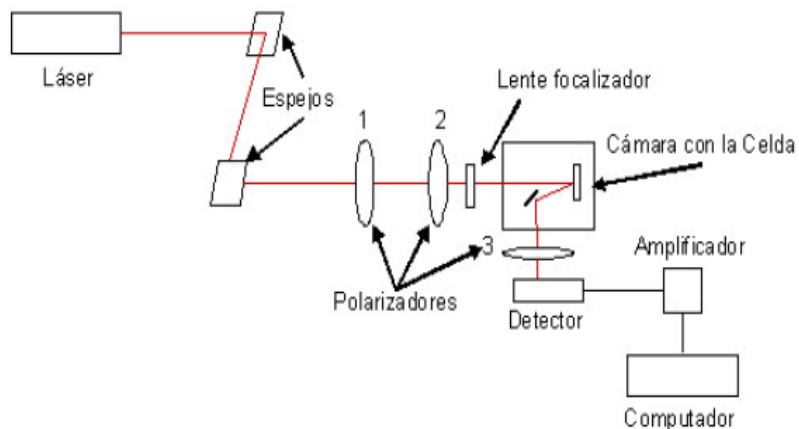 Láser
Espejos
Lente focalizador
1
2
Cámara con la Celda
3
Amplificador
Polarizadores
Detector
Computador